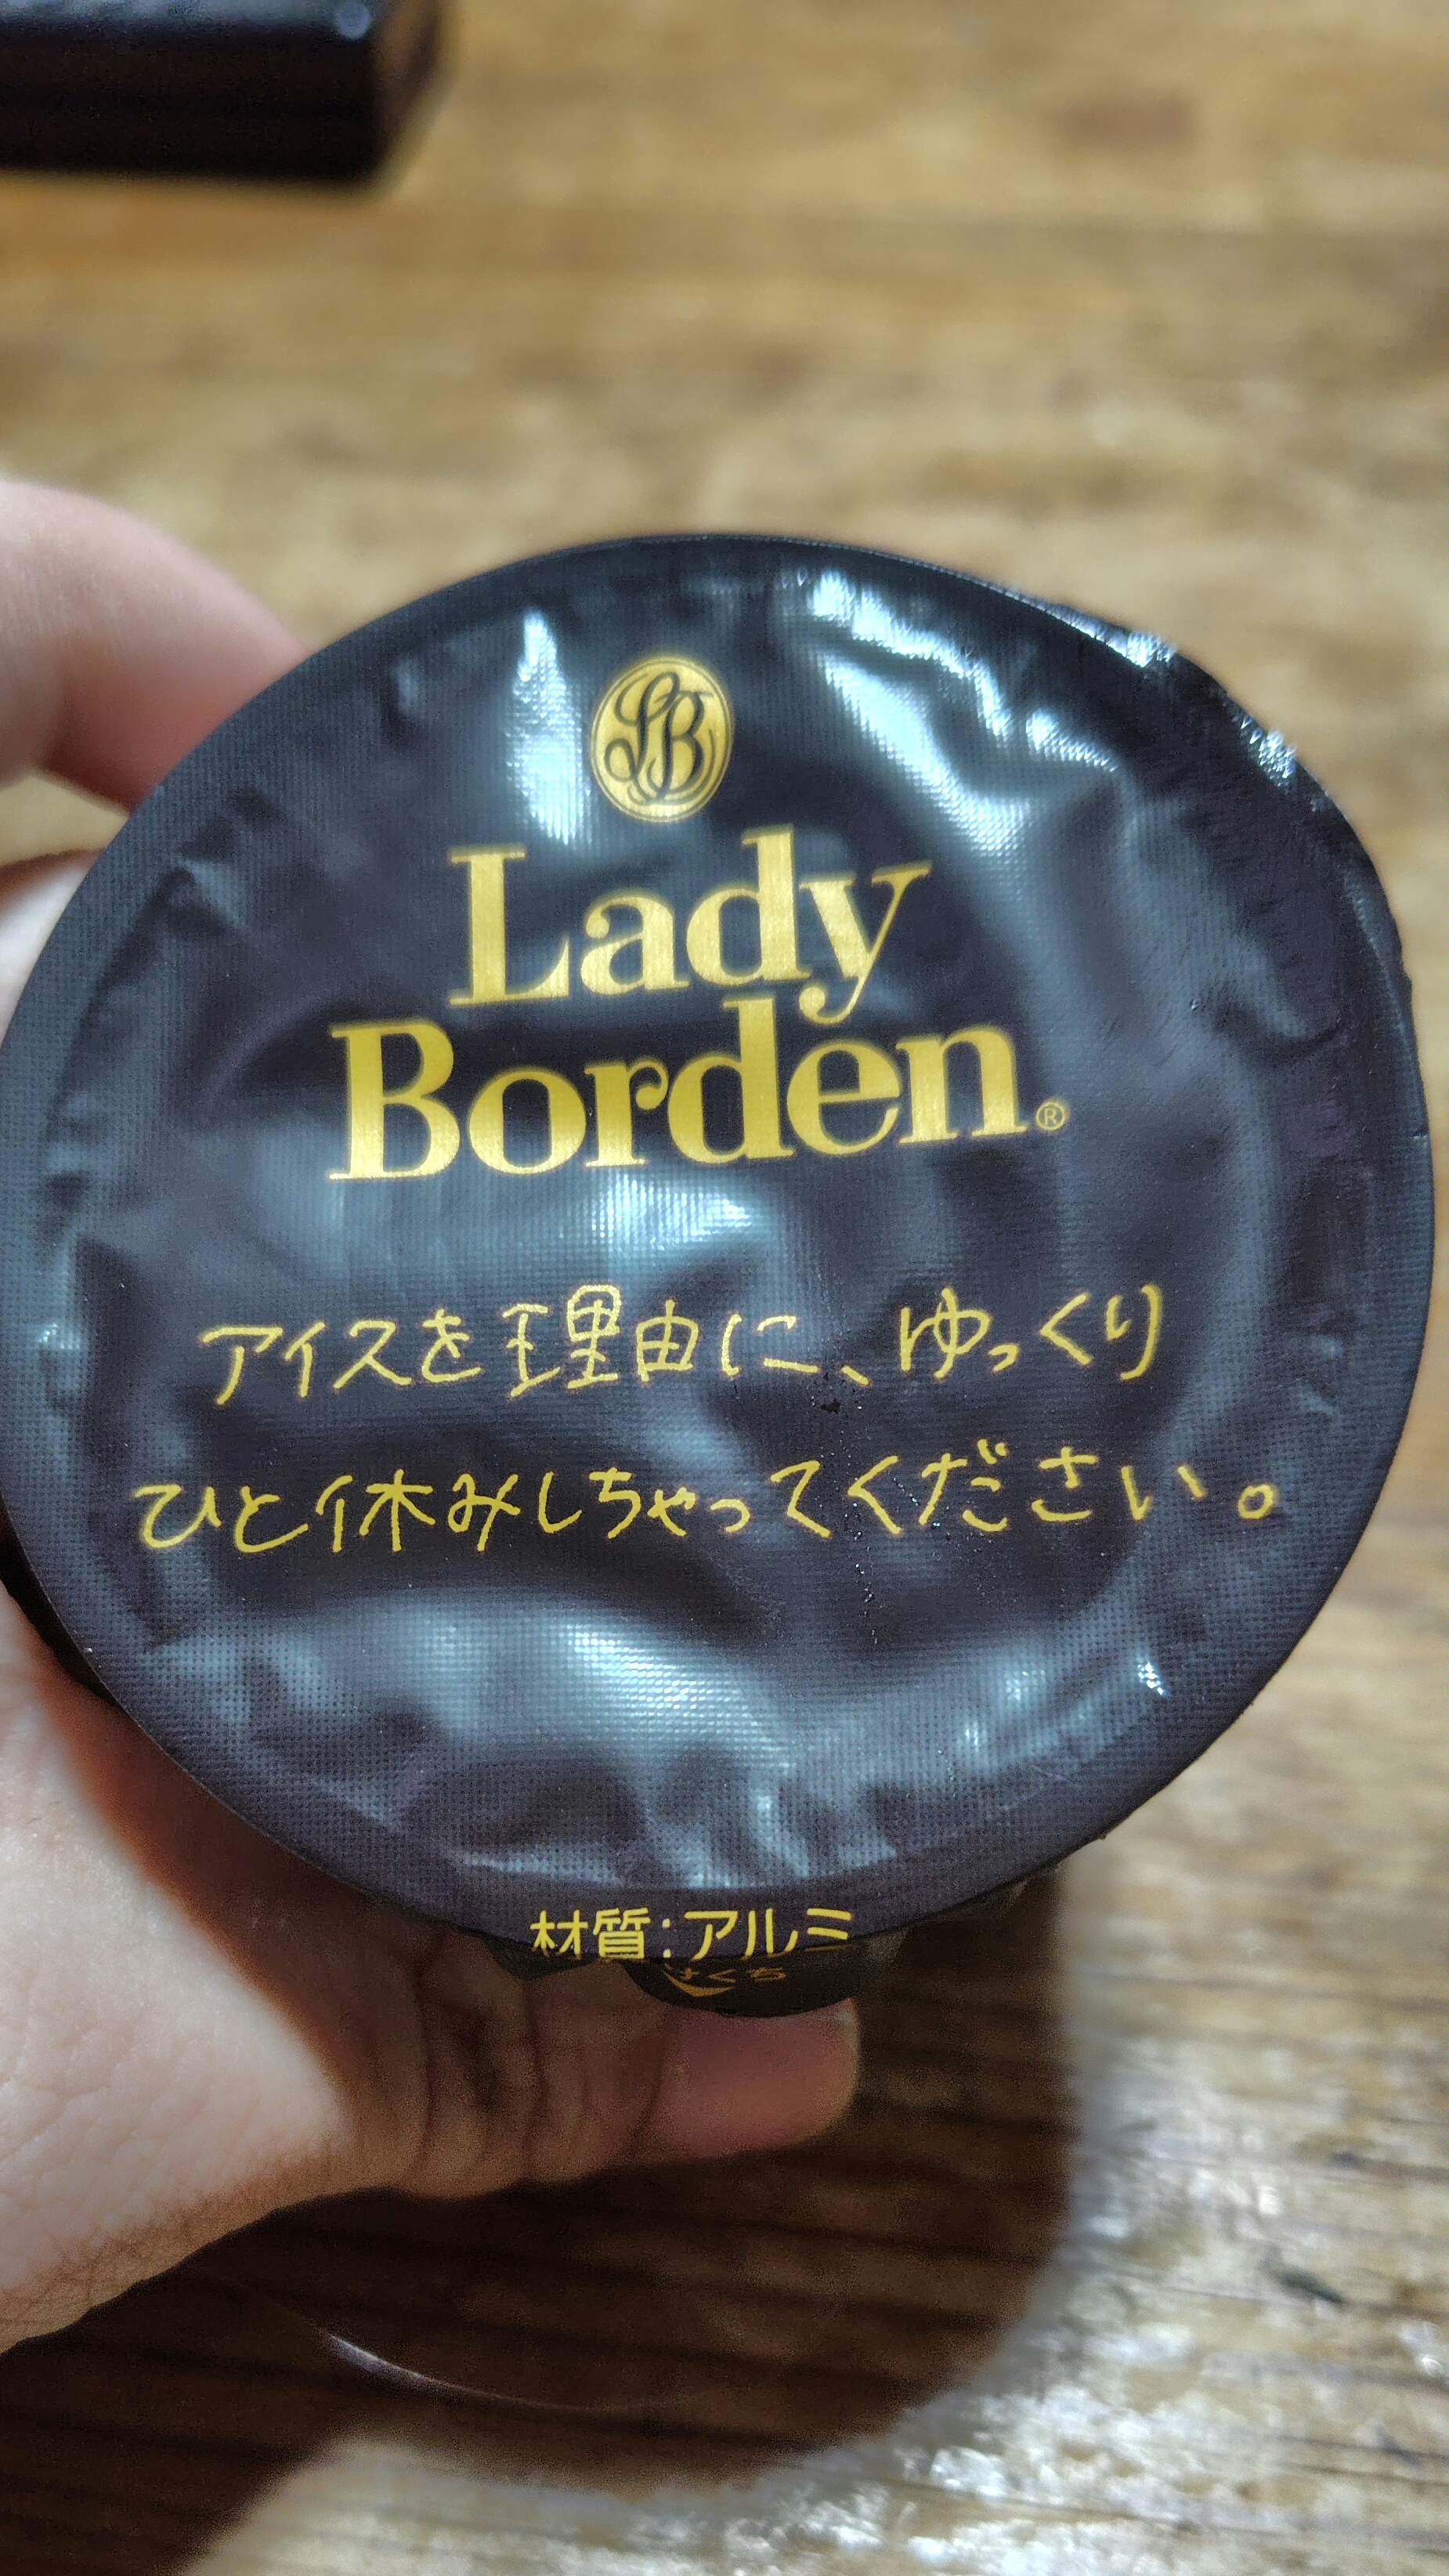 LB
Lady
Borden®
アイスを理由に、ゆっくり
ひと休みしちゃってください。
材質：アルミ